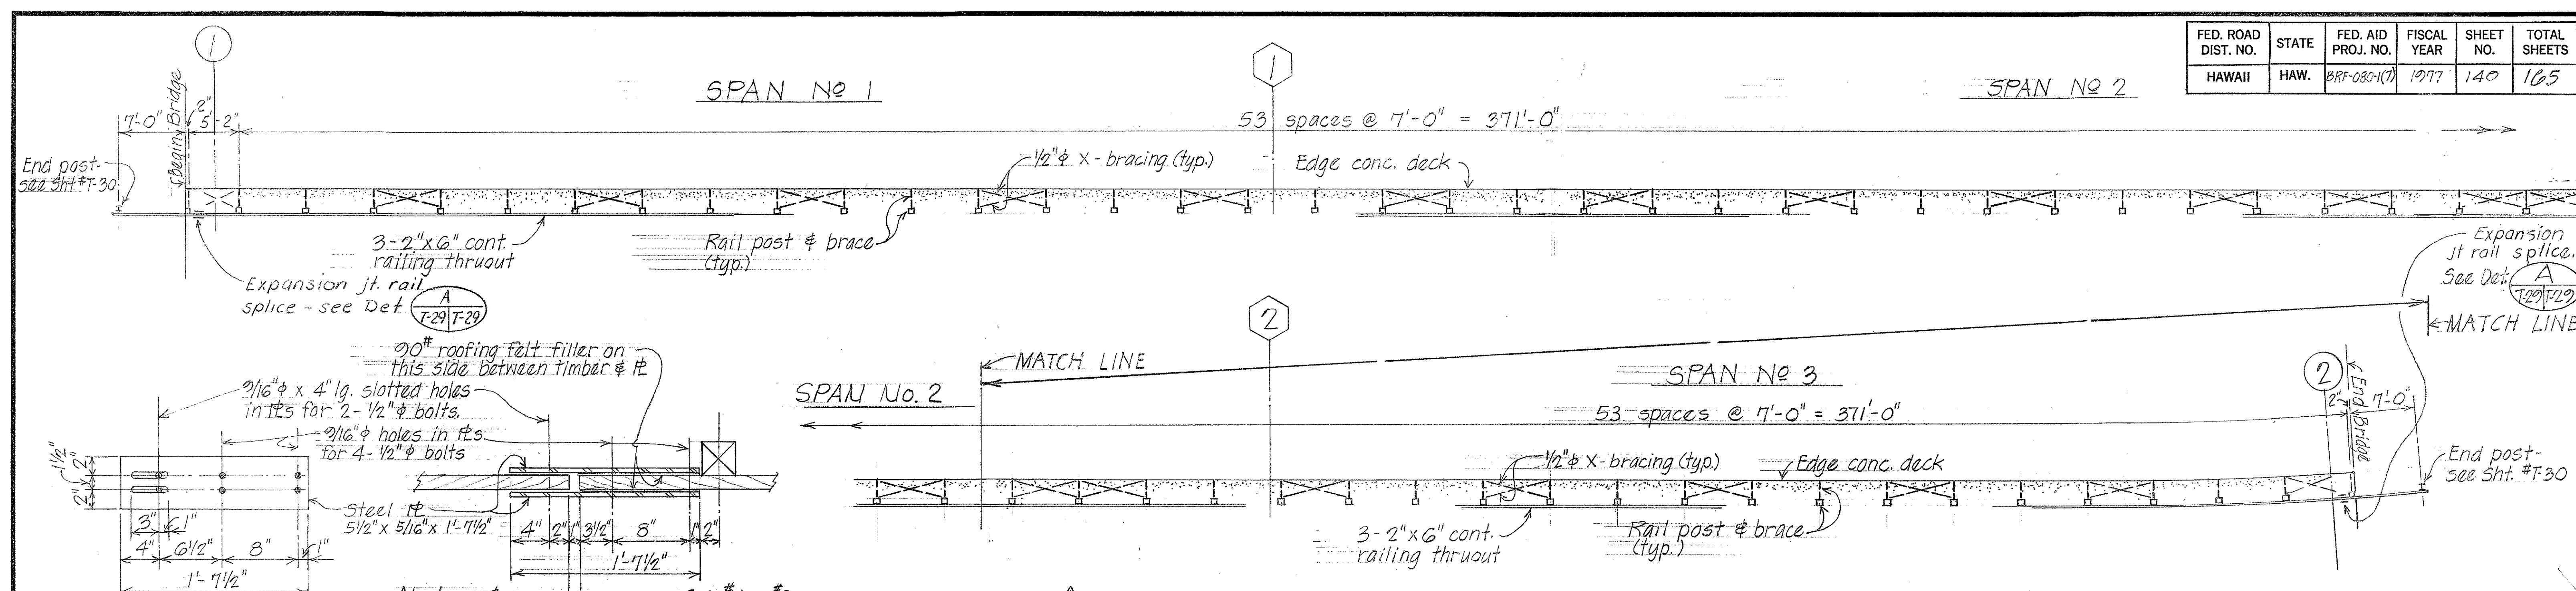 FED. ROAD DIST. NO. STATE FED. AID PROJ. NO. FISCAL YEAR SHEET NO. TOTAL SHEETS
HAWAII HAW. BRF-080-1(7) 1977 140 165
1
SPAN Nº 1
1
SPAN Nº 2
Begin Bridge
2"
7'-0" 5'-2"
53 spaces @ 7'-0" = 371'-0"
End post-
see Sht #T-30
1/2"φ X-bracing (typ.)
Edge conc. deck
3-2"x6" cont.
railing thruout
Rail post & brace
(typ.)
Expansion jt. rail
splice - see Det
A
T-29 T-29
Expansion
jt rail splice.
See Det.
A
T-29 T-29
MATCH LINE
2
MATCH LINE
SPAN No. 2
SPAN Nº 3
53 spaces @ 7'-0" = 371'-0"
2
2"
End Bridge
7'-0"
90# roofing felt filler on
this side between timber & PL
9/16"φ x 4" lg. slotted holes
in PLs for 2-1/2"φ bolts.
9/16"φ holes in PLs
for 4-1/2"φ bolts
1 1/2"
2"
2"
Steel PL
5 1/2" x 5/16" x 1'-7 1/2"
3" 1"
4" 6 1/2" 8" 1"
1'-7 1/2"
4" 2" 1" 3 1/2" 8" 1" 2"
1'-7 1/2"
1/2"φ X-bracing (typ.)
Edge conc. deck
End post-
see Sht. #T-30
3-2"x6" cont.
railing thruout
Rail post & brace
(typ.)